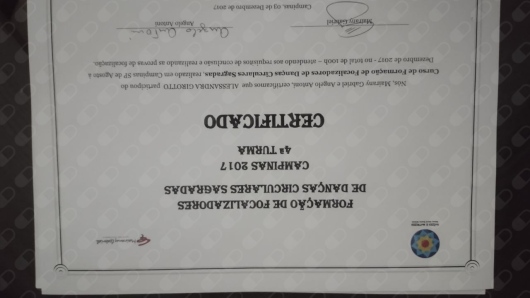 FORMAÇÃO DE FOCALIZADORES
DE DANÇAS CIRCULARES SAGRADAS
CAMPINAS 2017
4ª TURMA
CERTIFICADO
Nós, Mayrany Gabriel e Angelo Antoni, certificamos que ALESSANDRA GIROTTO participou do
Curso de Formação de Focalizadores de Danças Circulares Sagradas, realizado em Campinas SP de Agosto à
Dezembro de 2017 - no total de 100h – atendendo aos requisitos de conclusão e realizando as provas de focalização.
Campinas, 09 de Dezembro de 2017
Gabriel
Angelo Antoni